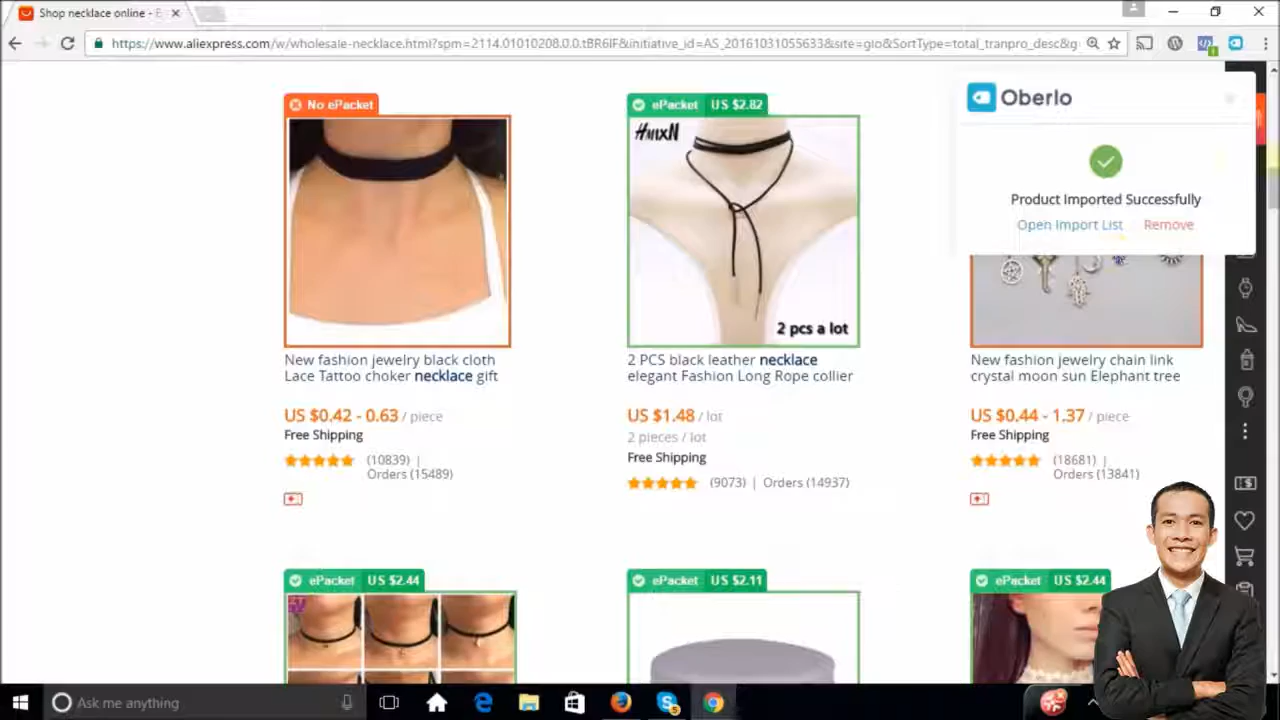 Shop necklace online - E
https://www.aliexpress.com/w/wholesale-necklace.html?spm=2114.01010208.0.0.tBR6IF&initiative_id=AS_20161031055633&site=glo&SortType=total_tranpro_desc&g
No ePacket
ePacket US $2.82
Oberlo
Product Imported Successfully
Open Import List Remove
HMXN
2 pcs a lot
New fashion jewelry black cloth
Lace Tattoo choker necklace gift
US $0.42 - 0.63 / piece
Free Shipping
(10839) |
Orders (15489)
2 PCS black leather necklace
elegant Fashion Long Rope collier
US $1.48 / lot
2 pieces / lot
Free Shipping
(9073) | Orders (14937)
New fashion jewelry chain link
crystal moon sun Elephant tree
US $0.44 - 1.37 / piece
Free Shipping
(18681) |
Orders (13841)
ePacket US $2.44
ePacket US $2.11
ePacket US $2.44
Ask me anything